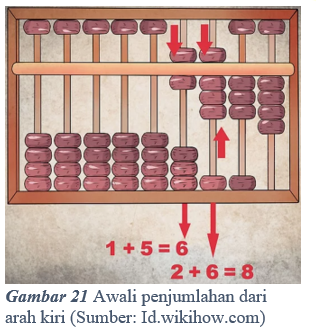 1 + 5 = 6
2 + 6 = 8
Gambar 21 Awali penjumlahan dari
arah kiri (Sumber: Id.wikihow.com)